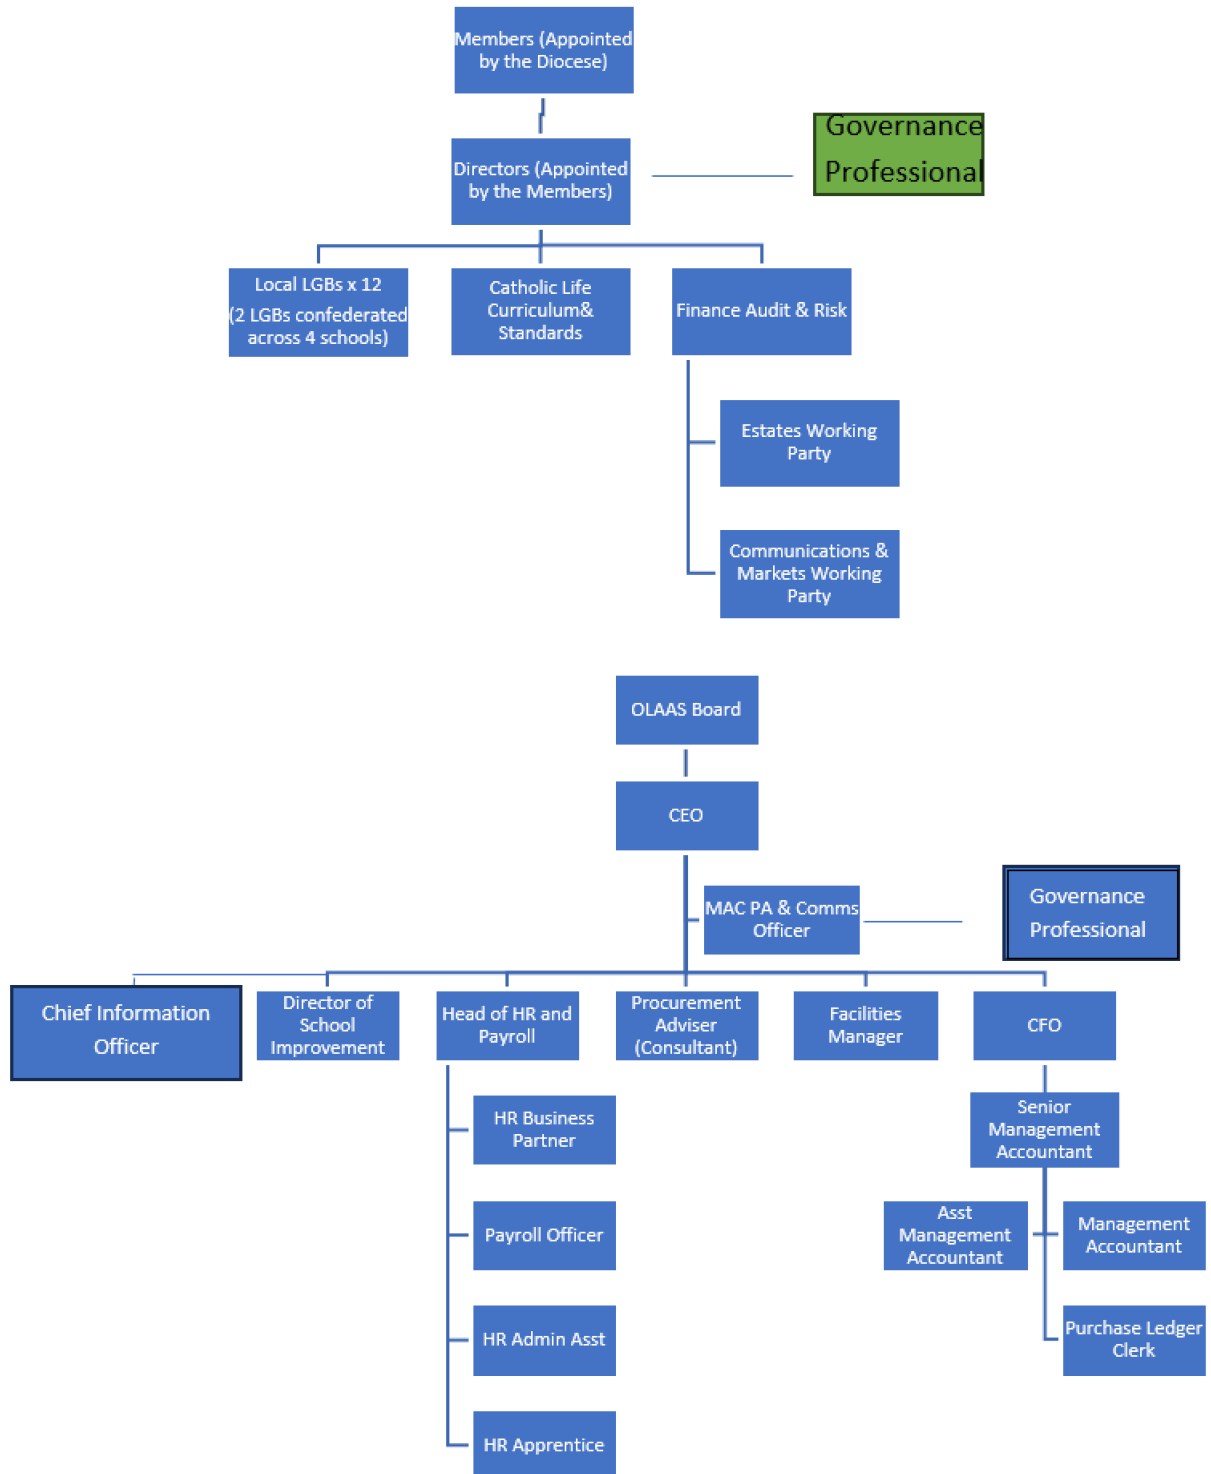 Members (Appointed
by the Diocese)
Governance
Professional
Directors (Appointed
by the Members)
Local LGBs x 12
(2 LGBs confederated
across 4 schools)
Catholic Life
Curriculum&
Standards
Finance Audit & Risk
Estates Working
Party
Communications &
Markets Working
Party
OLAAS Board
CEO
MAC PA & Comms
Officer
Governance
Professional
Chief Information
Officer
Director of
School
Improvement
Head of HR and
Payroll
Procurement
Adviser
(Consultant)
Facilities
Manager
CFO
HR Business
Partner
Payroll Officer
HR Admin Asst
HR Apprentice
Senior
Management
Accountant
Asst
Management
Accountant
Management
Accountant
Purchase Ledger
Clerk